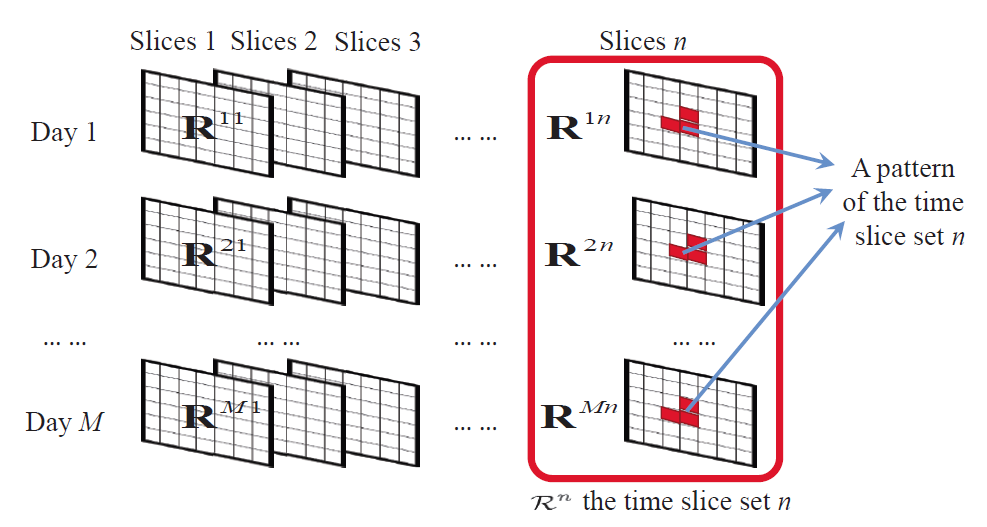 Slices 1 Slices 2 Slices 3 Slices n
Day 1 R¹¹ ... ... R¹ⁿ
A pattern
of the time
slice set n
Day 2 R²¹ ... ... R²ⁿ
... ... ... ... ... ... ... ...
Day M Rᴹ¹ ... ... Rᴹⁿ
ℛⁿ the time slice set n